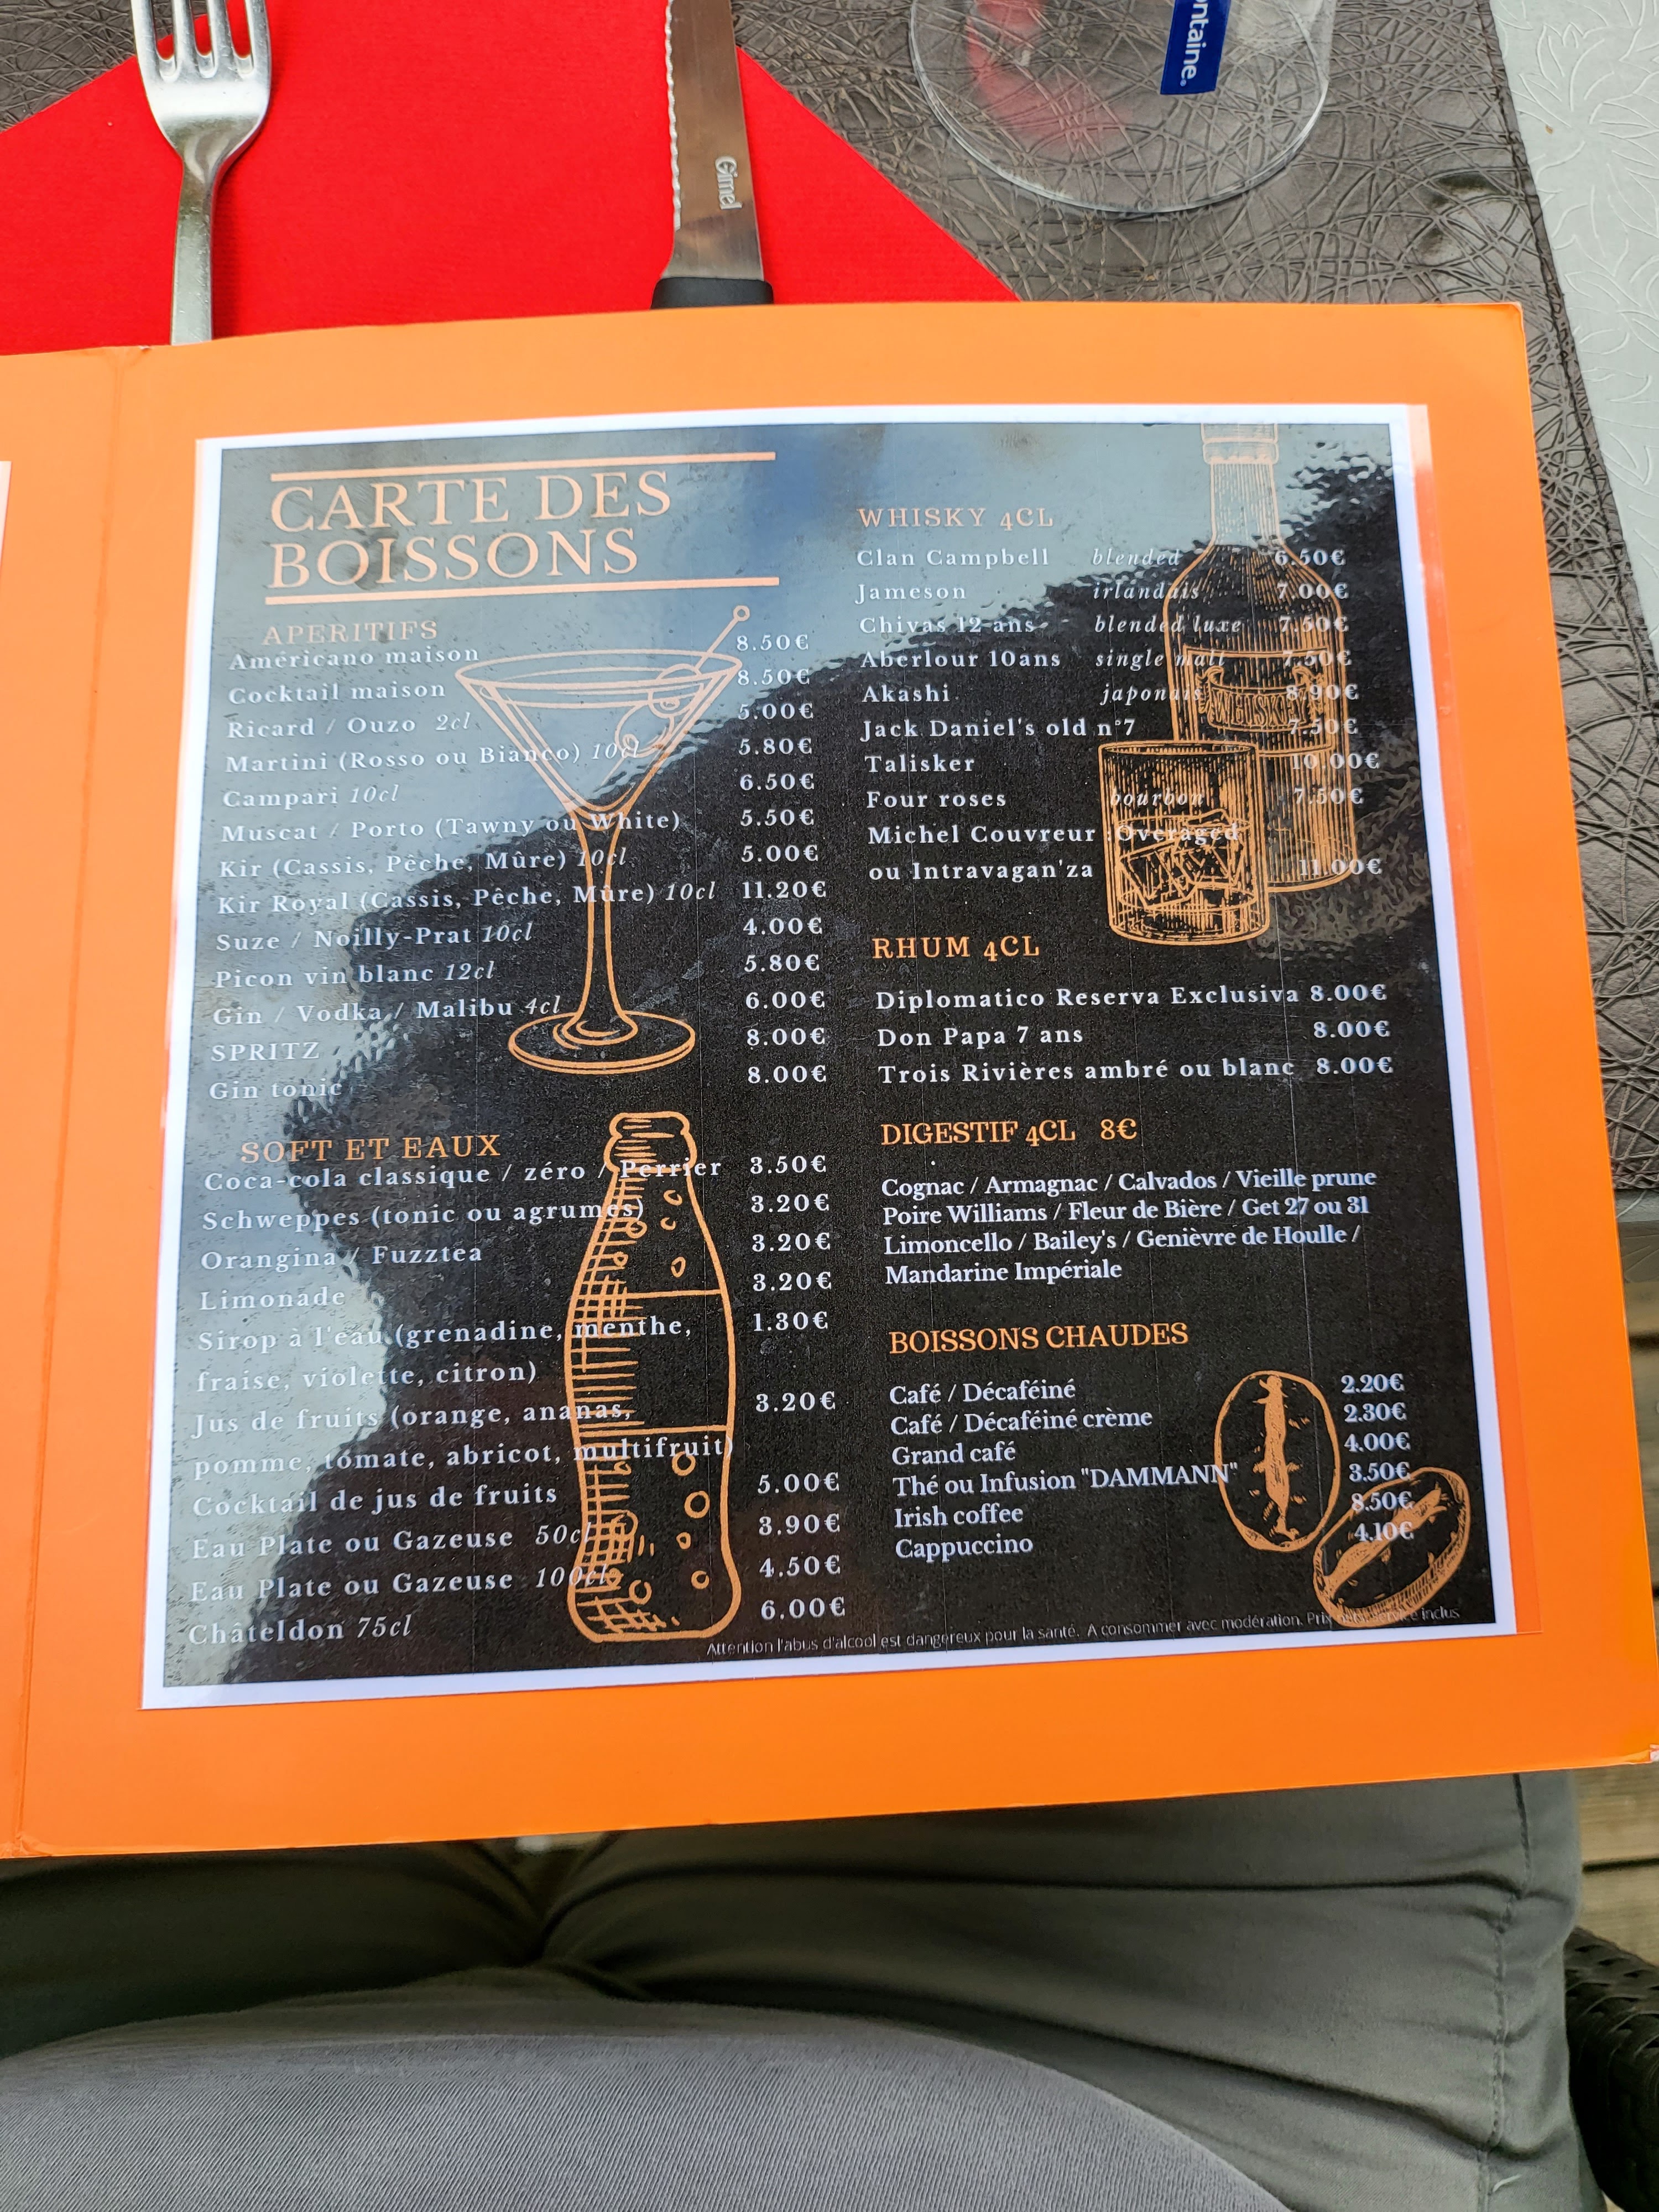 ontaine.
Gimel
CARTE DES
BOISSONS
APERITIFS
Américano maison 8.50€
Cocktail maison 8.50€
Ricard / Ouzo 2cl 5.00€
Martini (Rosso ou Bianco) 10cl 5.80€
Campari 10cl 6.50€
Muscat / Porto (Tawny ou White) 5.50€
Kir (Cassis, Pêche, Mûre) 10cl 5.00€
Kir Royal (Cassis, Pêche, Mûre) 10cl 11.20€
Suze / Noilly-Prat 10cl 4.00€
Picon vin blanc 12cl 5.80€
Gin / Vodka / Malibu 4cl 6.00€
SPRITZ 8.00€
Gin tonic 8.00€
SOFT ET EAUX
Coca-cola classique / zéro / Perrier 3.50€
Schweppes (tonic ou agrumes) 3.20€
Orangina / Fuzztea 3.20€
Limonade 3.20€
Sirop à l'eau (grenadine, menthe, 1.30€
fraise, violette, citron)
Jus de fruits (orange, ananas, 3.20€
pomme, tomate, abricot, multifruit)
Cocktail de jus de fruits 5.00€
Eau Plate ou Gazeuse 50cl 3.90€
Eau Plate ou Gazeuse 100cl 4.50€
Châteldon 75cl 6.00€
WHISKY 4CL
Clan Campbell blended 6.50€
Jameson irlandais 7.00€
Chivas 12 ans blended luxe 7.50€
Aberlour 10ans single malt 7.50€
Akashi japonais 8.90€
WHISKEY
Jack Daniel's old n°7 7.50€
Talisker 10.00€
Four roses bourbon 7.50€
Michel Couvreur :Overaged
ou Intravagan'za 11.00€
RHUM 4CL
Diplomatico Reserva Exclusiva 8.00€
Don Papa 7 ans 8.00€
Trois Rivières ambré ou blanc 8.00€
DIGESTIF 4CL 8€
Cognac / Armagnac / Calvados / Vieille prune
Poire Williams / Fleur de Bière / Get 27 ou 31
Limoncello / Bailey's / Genièvre de Houlle /
Mandarine Impériale
BOISSONS CHAUDES
Café / Décaféiné 2.20€
Café / Décaféiné crème 2.30€
Grand café 4.00€
Thé ou Infusion "DAMMANN" 3.50€
Irish coffee 8.50€
Cappuccino 4.10€
Attention l'abus d'alcool est dangereux pour la santé. A consommer avec modération. Prix nets, service inclus